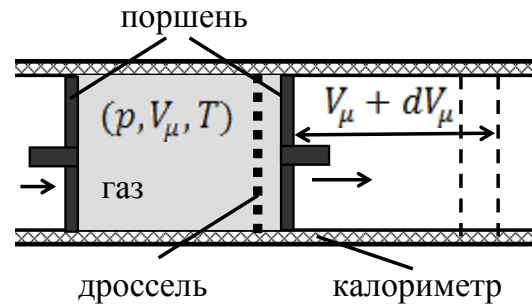 поршень
(p, V_μ, T)
V_μ + dV_μ
газ
дроссель
калориметр